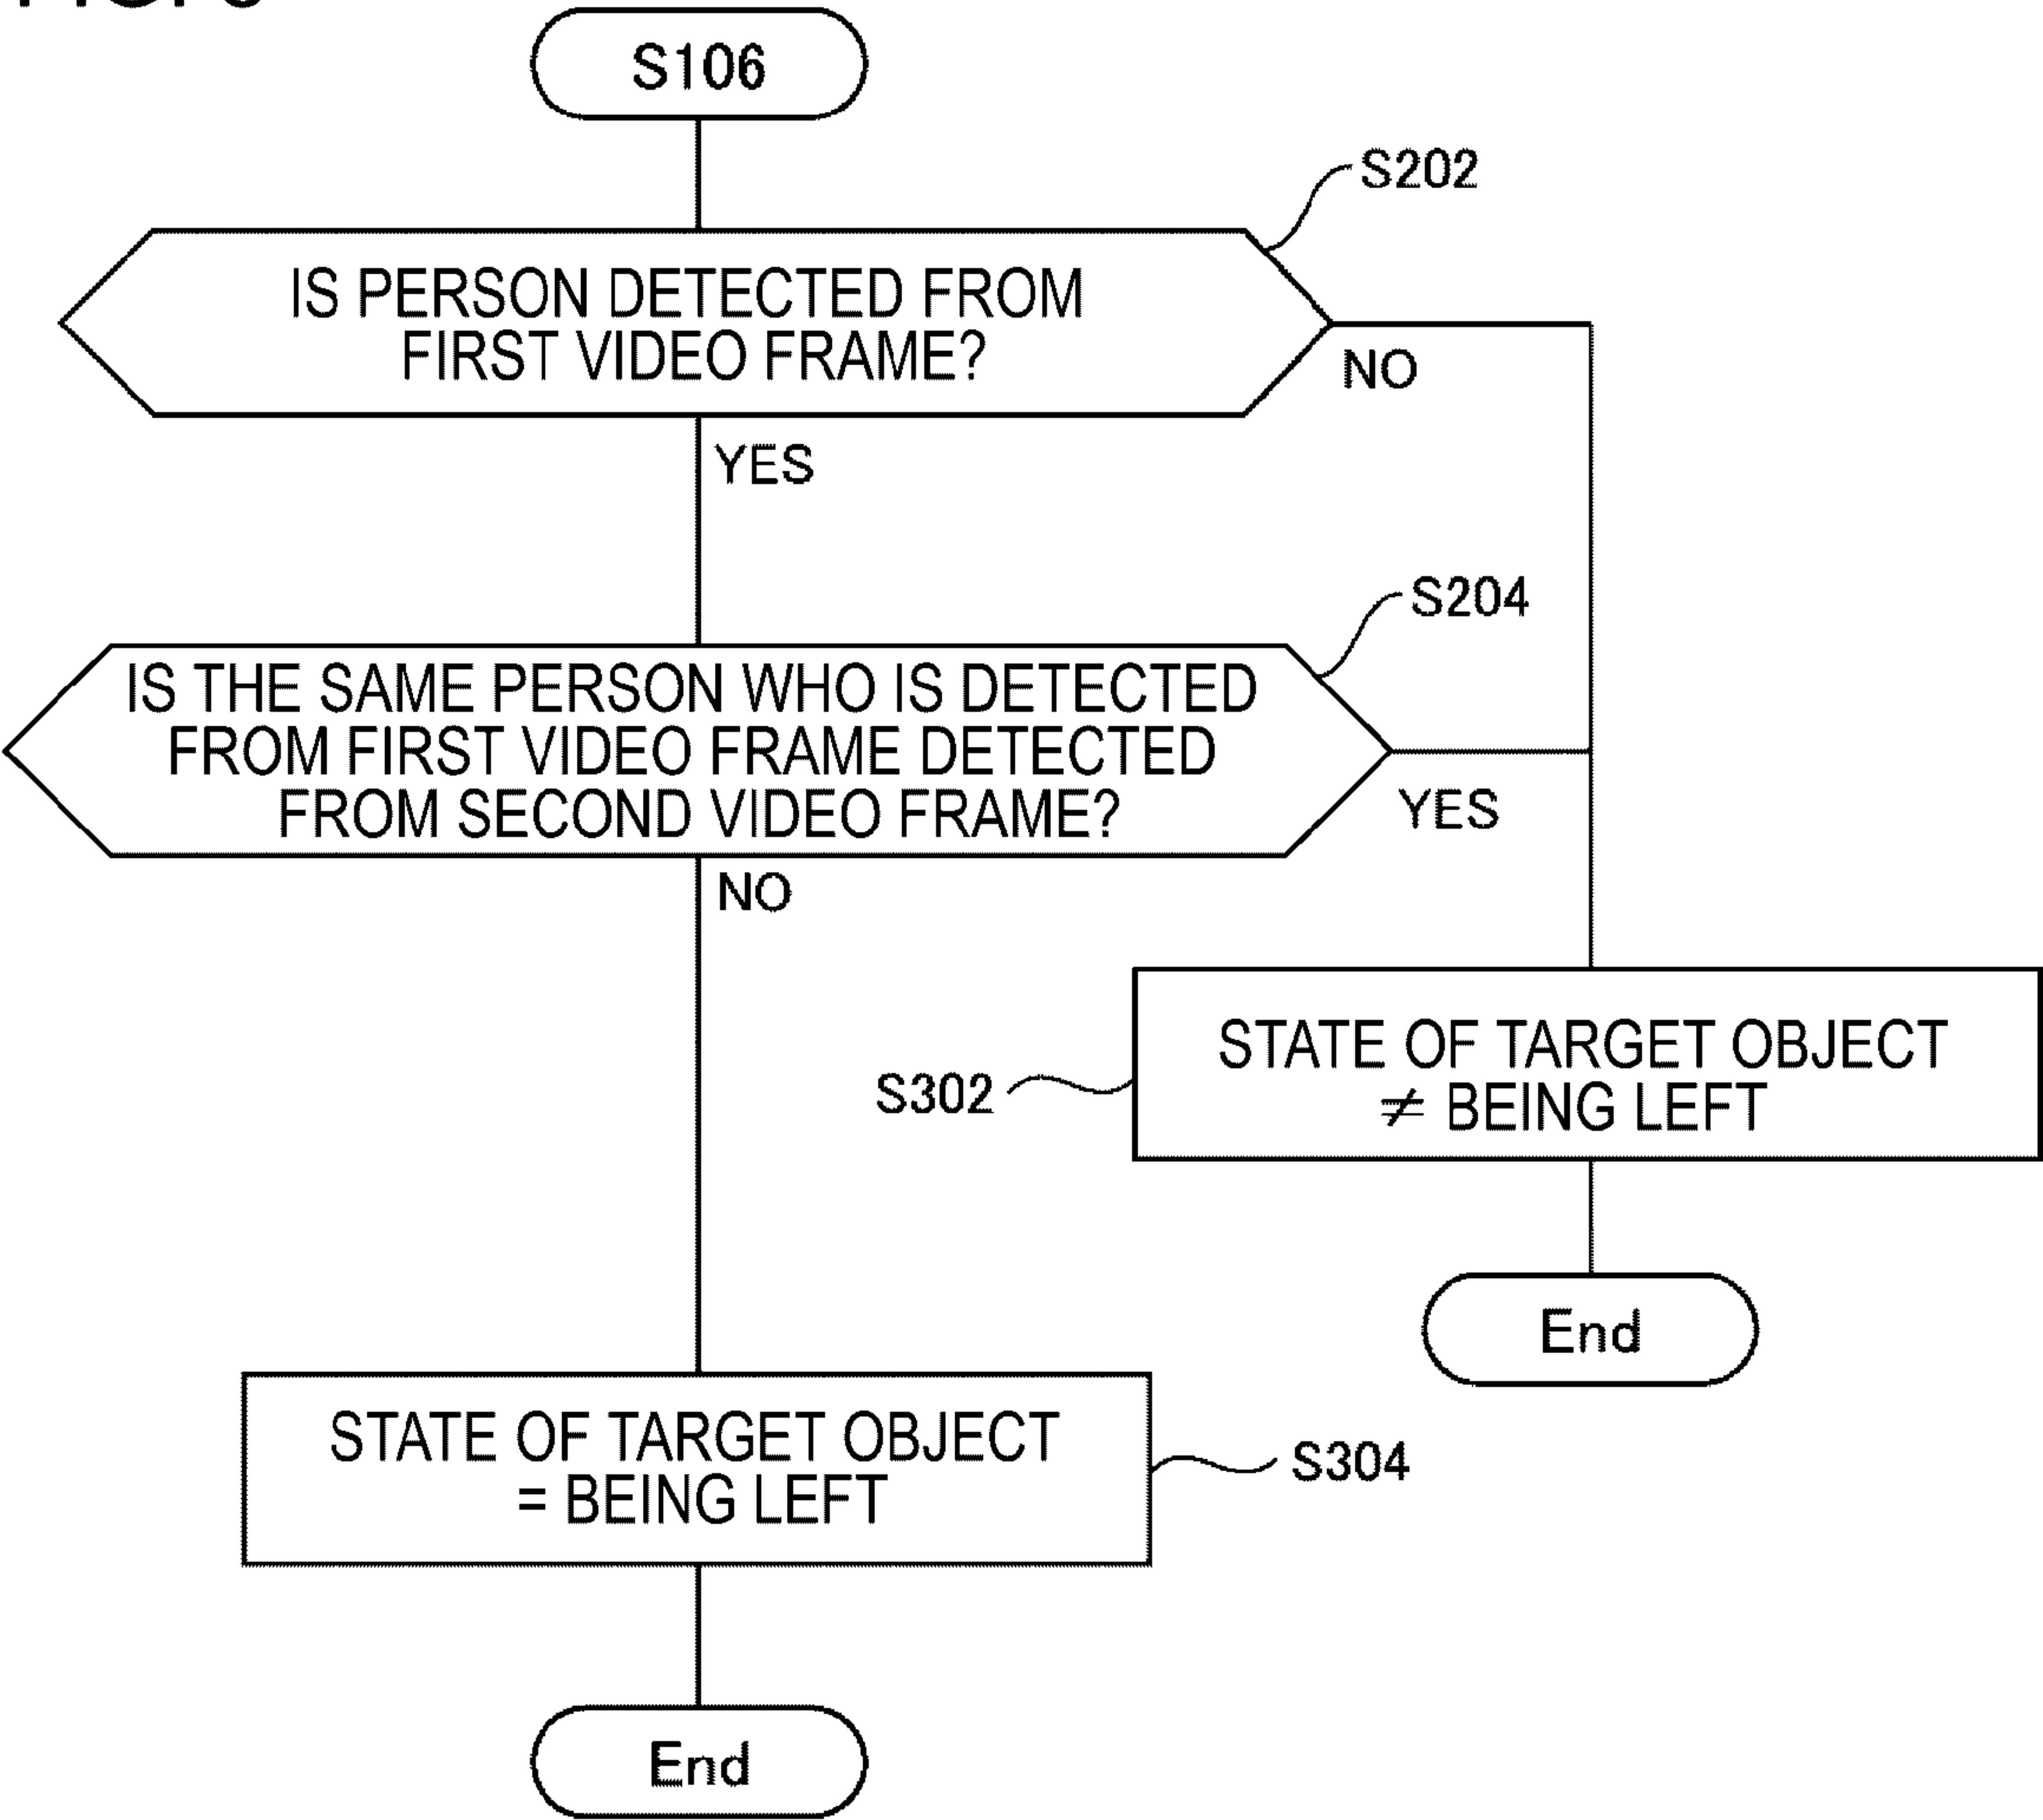 S106
S202
IS PERSON DETECTED FROM
FIRST VIDEO FRAME?
NO
YES
S204
IS THE SAME PERSON WHO IS DETECTED
FROM FIRST VIDEO FRAME DETECTED
FROM SECOND VIDEO FRAME?
YES
NO
STATE OF TARGET OBJECT
≠ BEING LEFT
S302
End
STATE OF TARGET OBJECT
= BEING LEFT
S304
End